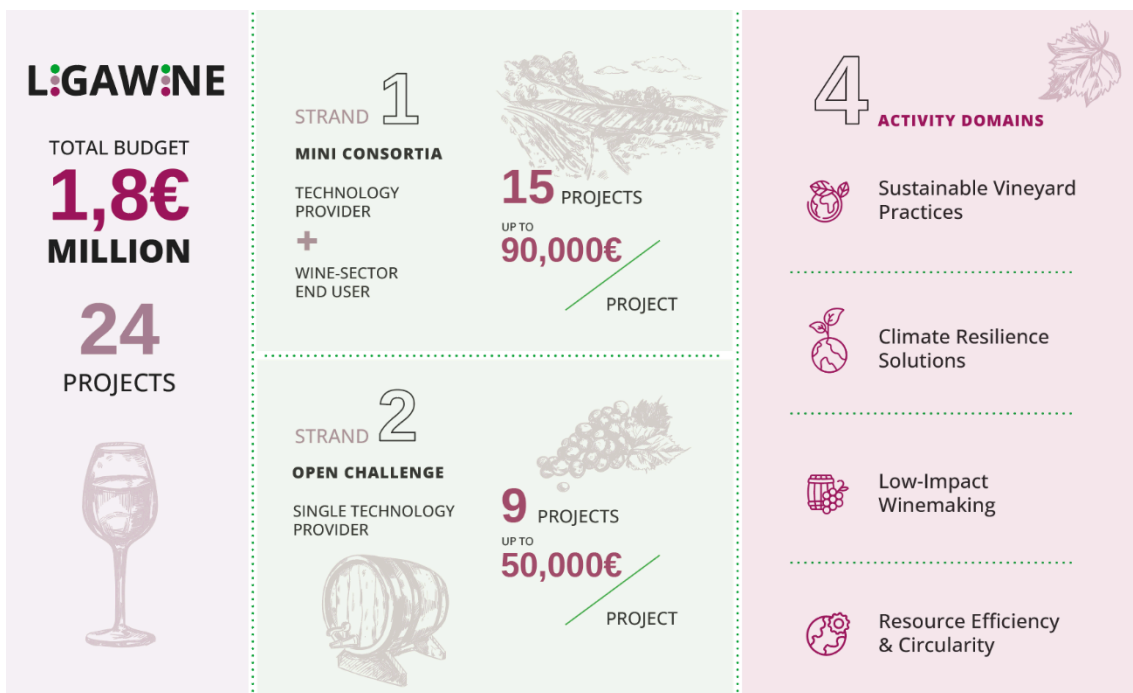 LIGAWINE
TOTAL BUDGET
1,8€
MILLION
24
PROJECTS
STRAND 1
MINI CONSORTIA
TECHNOLOGY
PROVIDER
+
WINE-SECTOR
END USER
15 PROJECTS
UP TO
90,000€
PROJECT
STRAND 2
OPEN CHALLENGE
SINGLE TECHNOLOGY
PROVIDER
9 PROJECTS
UP TO
50,000€
PROJECT
4 ACTIVITY DOMAINS
Sustainable Vineyard
Practices
Climate Resilience
Solutions
Low-Impact
Winemaking
Resource Efficiency
& Circularity